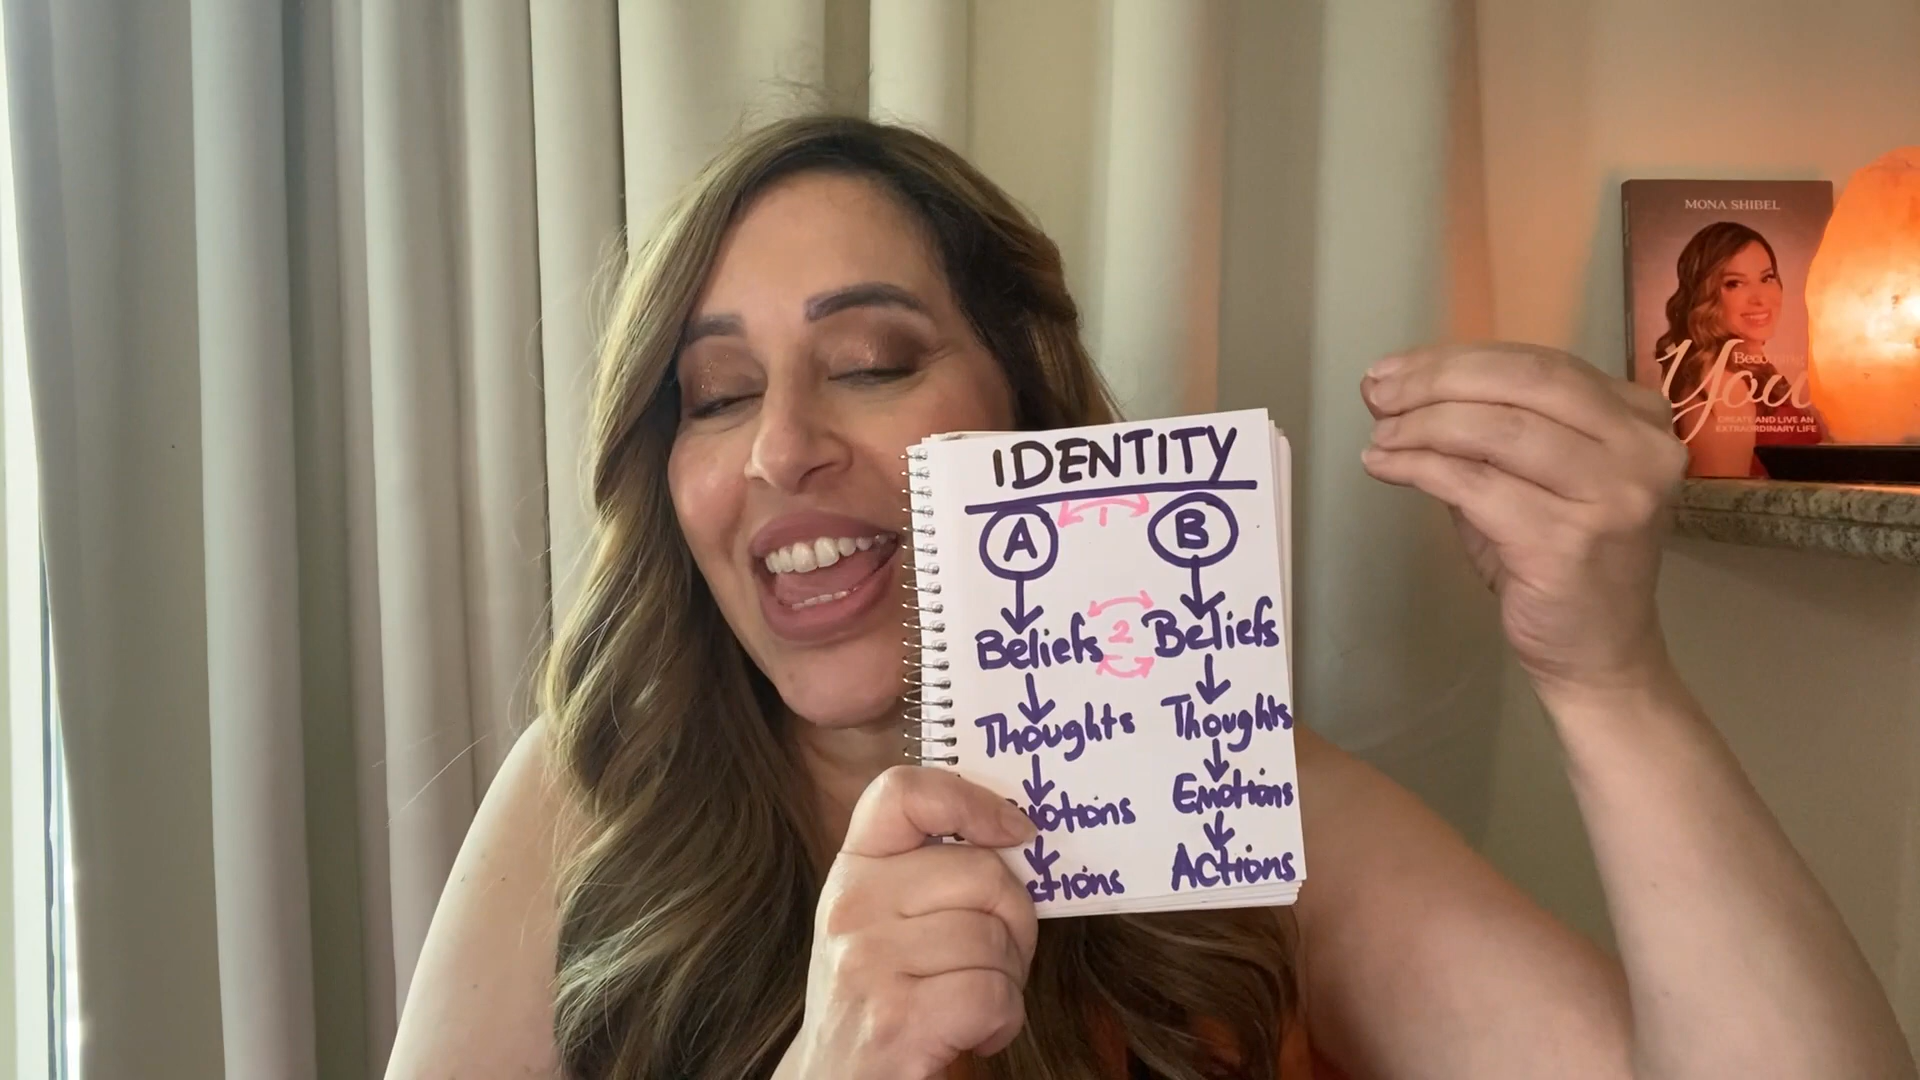 IDENTITY
A 1 B
Beliefs 2 Beliefs
Thoughts Thoughts
Emotions
Actions
MONA SHIBEL
You
CREATE AND LIVE AN
EXTRAORDINARY LIFE